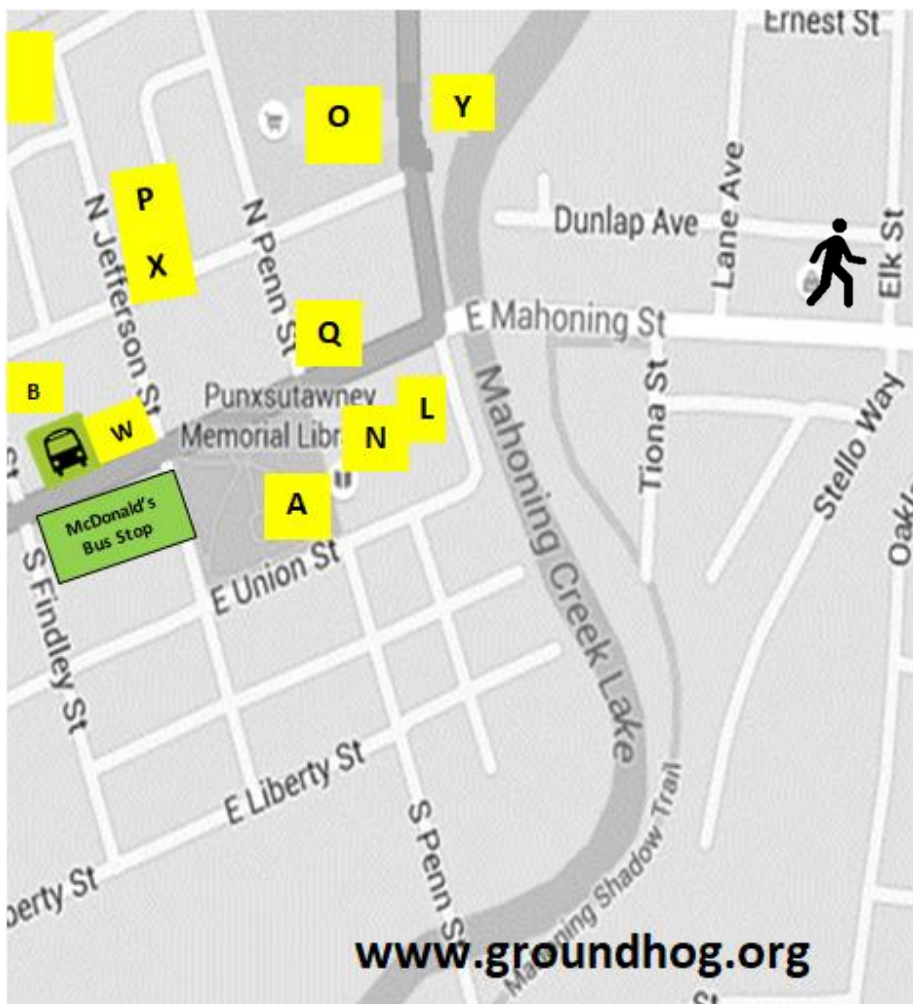 Ernest St
O
Y
P
X
N Jefferson St
N Penn St
Dunlap Ave
Lane Ave
Elk St
E Mahoning St
Q
B
W
Punxsutawney
Memorial Libr
L
N
A
McDonald's
Bus Stop
St
E Union St
S Findley St
Mahoning Creek Lake
Tiona St
Stello Way
Oakl
E Liberty St
berty St
S Penn St
Mahoning Shadow Trail
www.groundhog.org